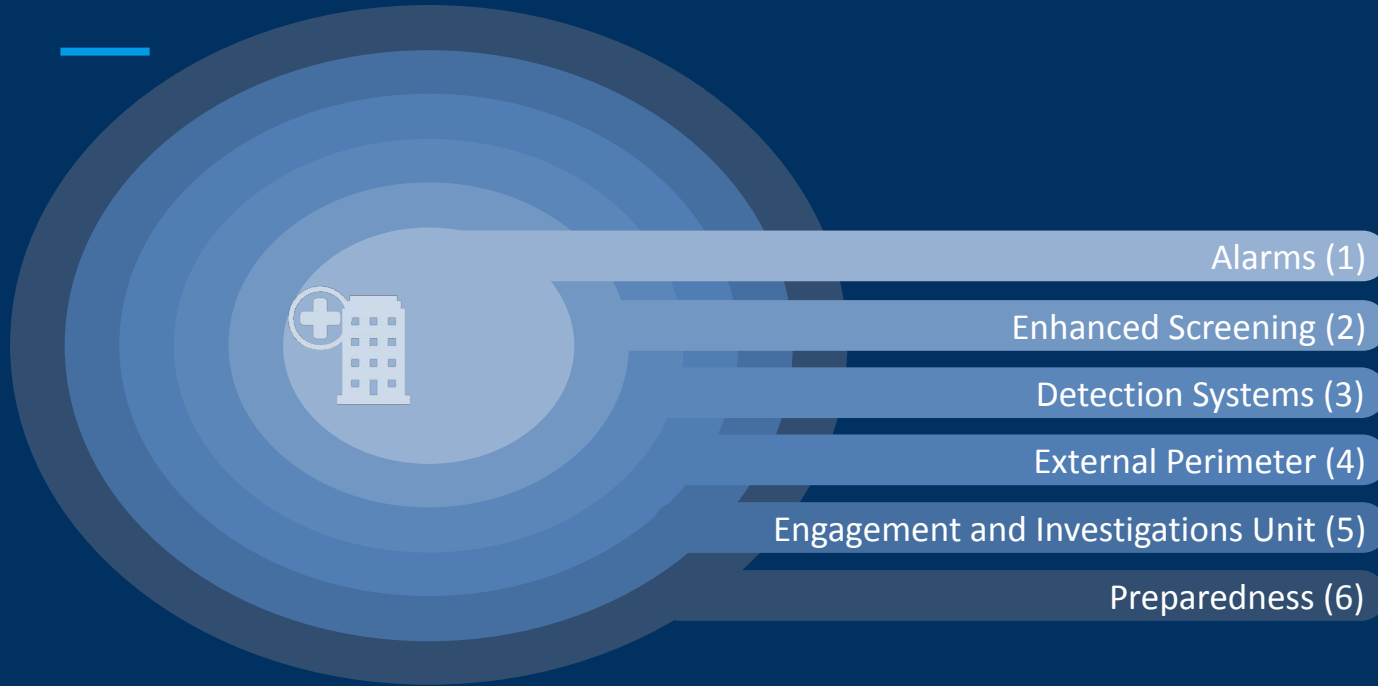 Alarms (1)
Enhanced Screening (2)
Detection Systems (3)
External Perimeter (4)
Engagement and Investigations Unit (5)
Preparedness (6)